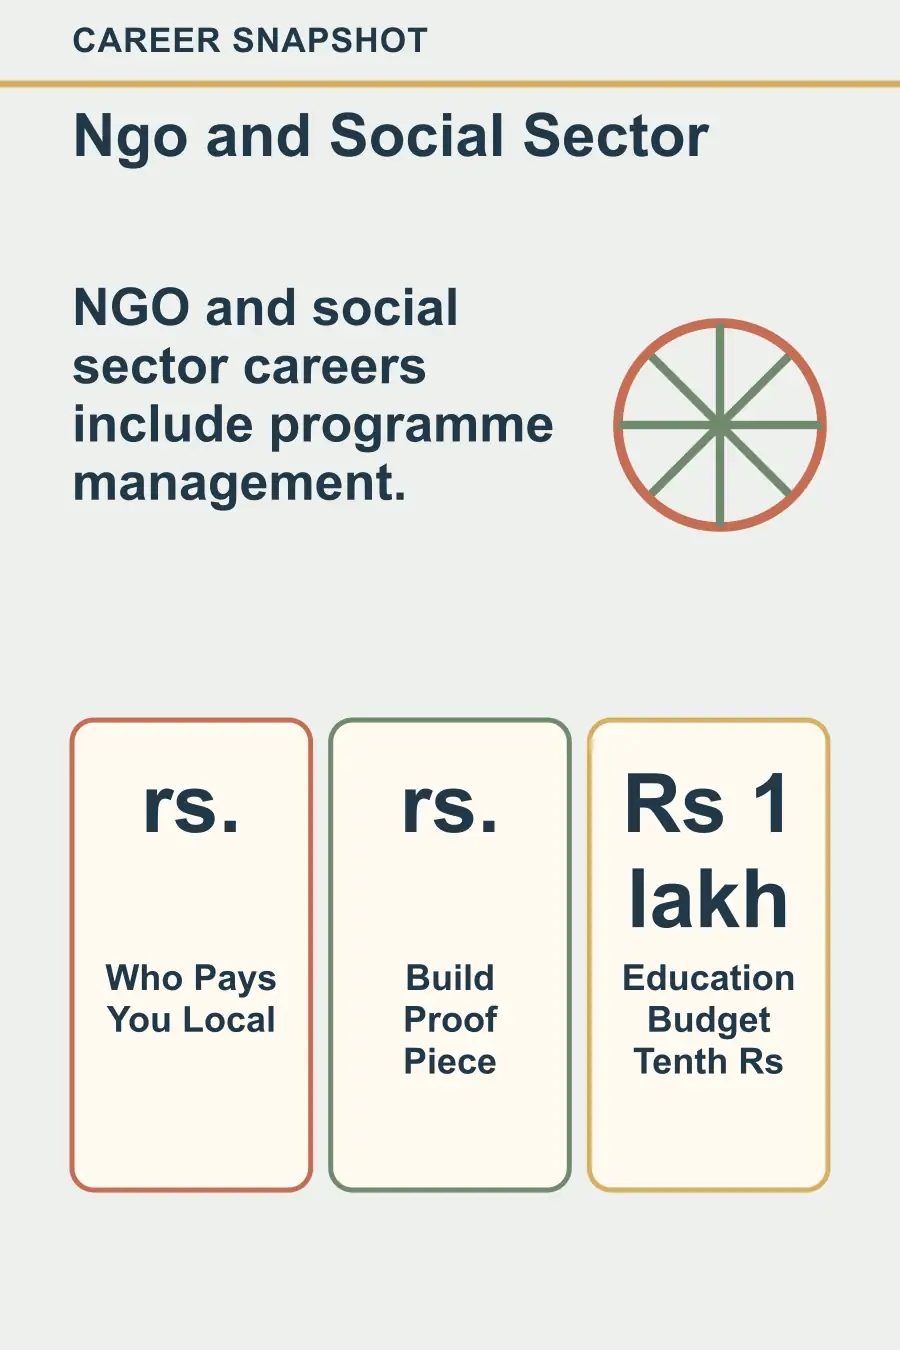 CAREER SNAPSHOT
Ngo and Social Sector
NGO and social
sector careers
include programme
management.
rs.
Who Pays
You Local
rs.
Build
Proof
Piece
Rs 1
lakh
Education
Budget
Tenth Rs